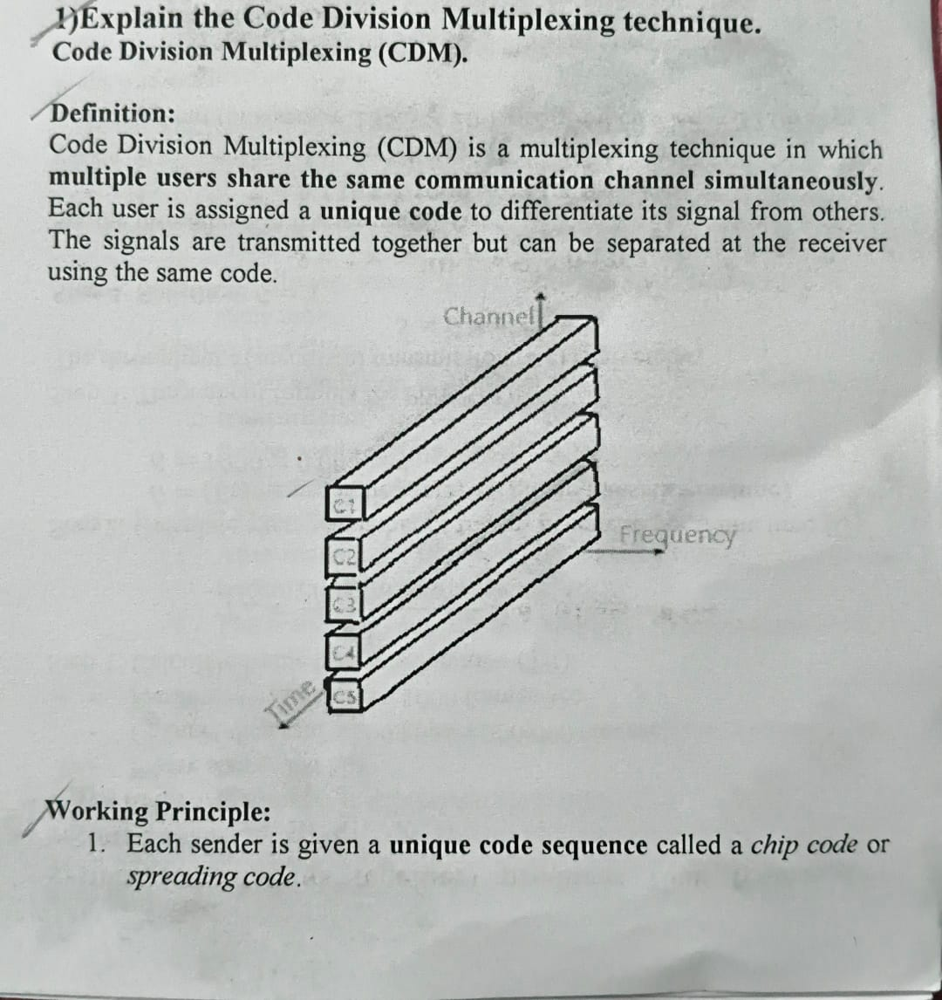 1)Explain the Code Division Multiplexing technique.
Code Division Multiplexing (CDM).
Definition:
Code Division Multiplexing (CDM) is a multiplexing technique in which
multiple users share the same communication channel simultaneously.
Each user is assigned a unique code to differentiate its signal from others.
The signals are transmitted together but can be separated at the receiver
using the same code.
Channel
C1
C2
C3
C4
C5
Frequency
Time
Working Principle:
1. Each sender is given a unique code sequence called a chip code or
spreading code.